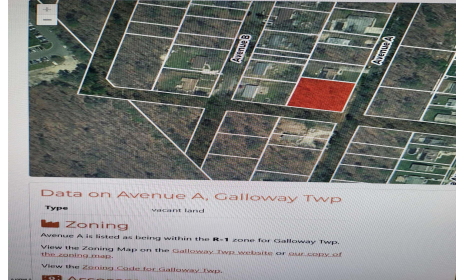 +
−
Avenue B
Avenue A
Data on Avenue A, Galloway Twp
Type vacant land
Zoning
Avenue A is listed as being within the R-1 zone for Galloway Twp.
View the Zoning Map on the Galloway Twp website or our copy of
the zoning map.
View the Zoning Code for Galloway Twp.